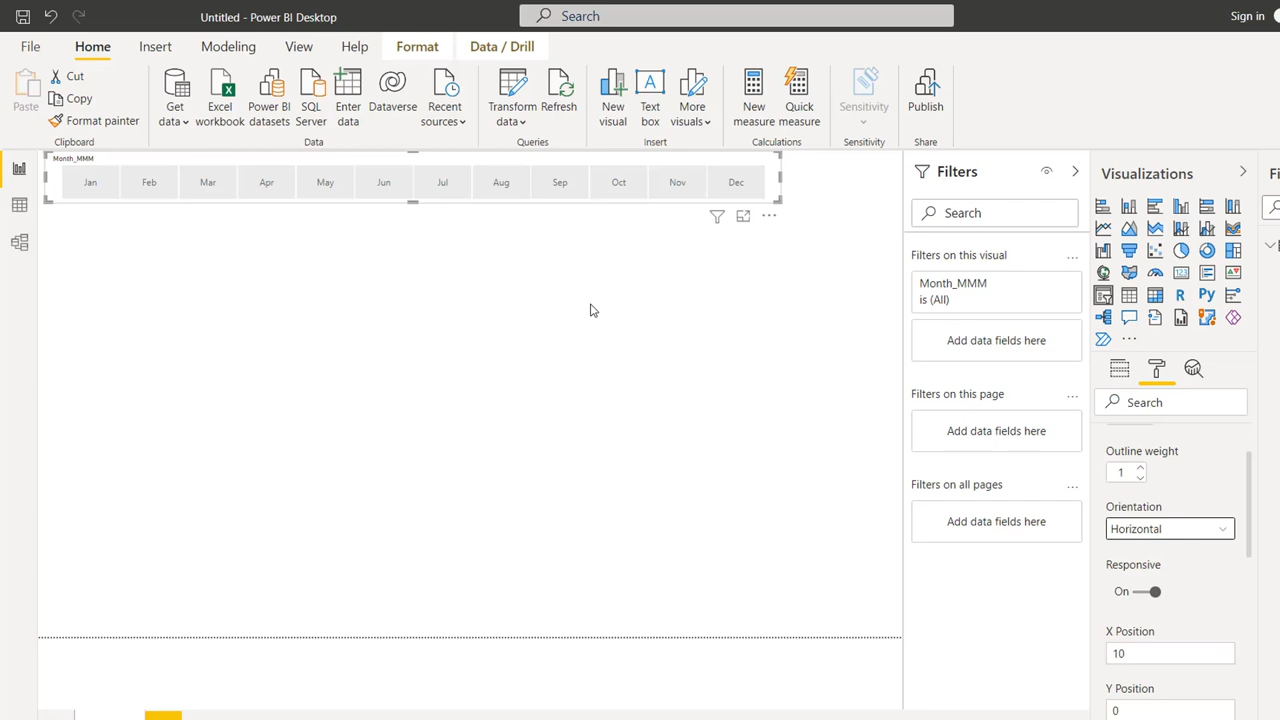 Untitled - Power BI Desktop
Search
Sign in
File
Home
Insert
Modeling
View
Help
Format
Data / Drill
Paste
Cut
Copy
Format painter
Clipboard
Get data
Excel workbook
Power BI datasets
SQL Server
Enter data
Dataverse
Recent sources
Data
Transform data
Refresh
Queries
New visual
Text box
More visuals
Insert
New measure
Quick measure
Calculations
Sensitivity
Sensitivity
Publish
Share
Month_MMM
Jan Feb Mar Apr May Jun Jul Aug Sep Oct Nov Dec
Filters
Search
Filters on this visual
Month_MMM
is (All)
Add data fields here
Filters on this page
Add data fields here
Filters on all pages
Add data fields here
Visualizations
123
R
Py
Search
Outline weight
1
Orientation
Horizontal
Responsive
On
X Position
10
Y Position
0